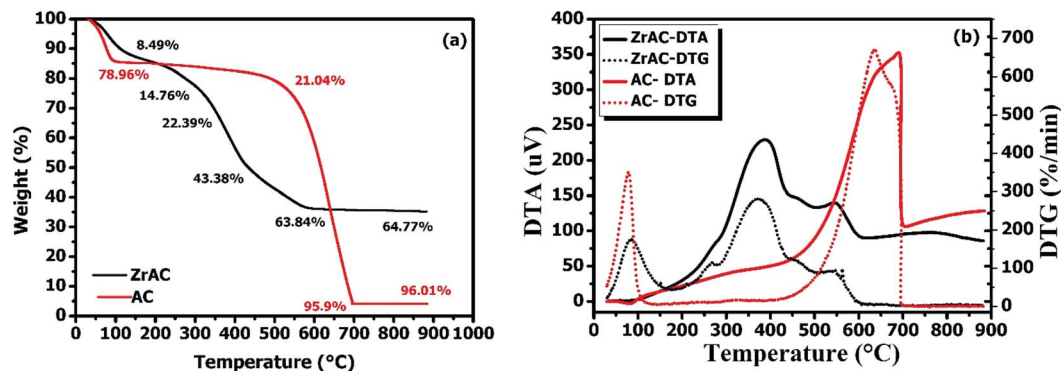 (a)
100
90
80
70
60
50
40
30
20
10
0
Weight (%)
8.49%
78.96%
14.76%
22.39%
43.38%
21.04%
63.84%
64.77%
95.9%
96.01%
ZrAC
AC
0 100 200 300 400 500 600 700 800 900 1000
Temperature (°C)
(b)
400
350
300
250
200
150
100
50
0
DTA (uV)
ZrAC-DTA
ZrAC-DTG
AC- DTA
AC- DTG
700
600
500
400
300
200
100
0
DTG (%/min)
0 100 200 300 400 500 600 700 800 900
Temperature (°C)